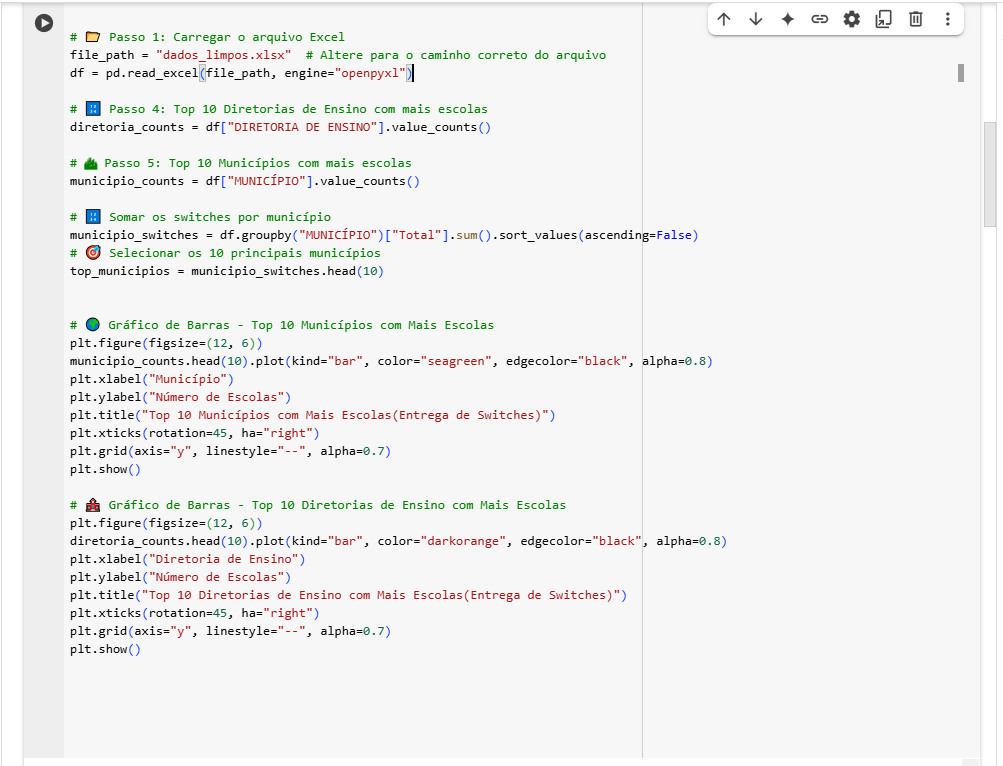 # 📂 Passo 1: Carregar o arquivo Excel
file_path = "dados_limpos.xlsx"  # Altere para o caminho correto do arquivo
df = pd.read_excel(file_path, engine="openpyxl")
# 🔢 Passo 4: Top 10 Diretorias de Ensino com mais escolas
diretoria_counts = df["DIRETORIA DE ENSINO"].value_counts()
# Passo 5: Top 10 Municípios com mais escolas
municipio_counts = df["MUNICÍPIO"].value_counts()
# 🔢 Somar os switches por município
municipio_switches = df.groupby("MUNICÍPIO")["Total"].sum().sort_values(ascending=False)
# 🎯 Selecionar os 10 principais municípios
top_municipios = municipio_switches.head(10)
# 🌍 Gráfico de Barras - Top 10 Municípios com Mais Escolas
plt.figure(figsize=(12, 6))
municipio_counts.head(10).plot(kind="bar", color="seagreen", edgecolor="black", alpha=0.8)
plt.xlabel("Município")
plt.ylabel("Número de Escolas")
plt.title("Top 10 Municípios com Mais Escolas(Entrega de Switches)")
plt.xticks(rotation=45, ha="right")
plt.grid(axis="y", linestyle="--", alpha=0.7)
plt.show()
# 🏫 Gráfico de Barras - Top 10 Diretorias de Ensino com Mais Escolas
plt.figure(figsize=(12, 6))
diretoria_counts.head(10).plot(kind="bar", color="darkorange", edgecolor="black", alpha=0.8)
plt.xlabel("Diretoria de Ensino")
plt.ylabel("Número de Escolas")
plt.title("Top 10 Diretorias de Ensino com Mais Escolas(Entrega de Switches)")
plt.xticks(rotation=45, ha="right")
plt.grid(axis="y", linestyle="--", alpha=0.7)
plt.show()